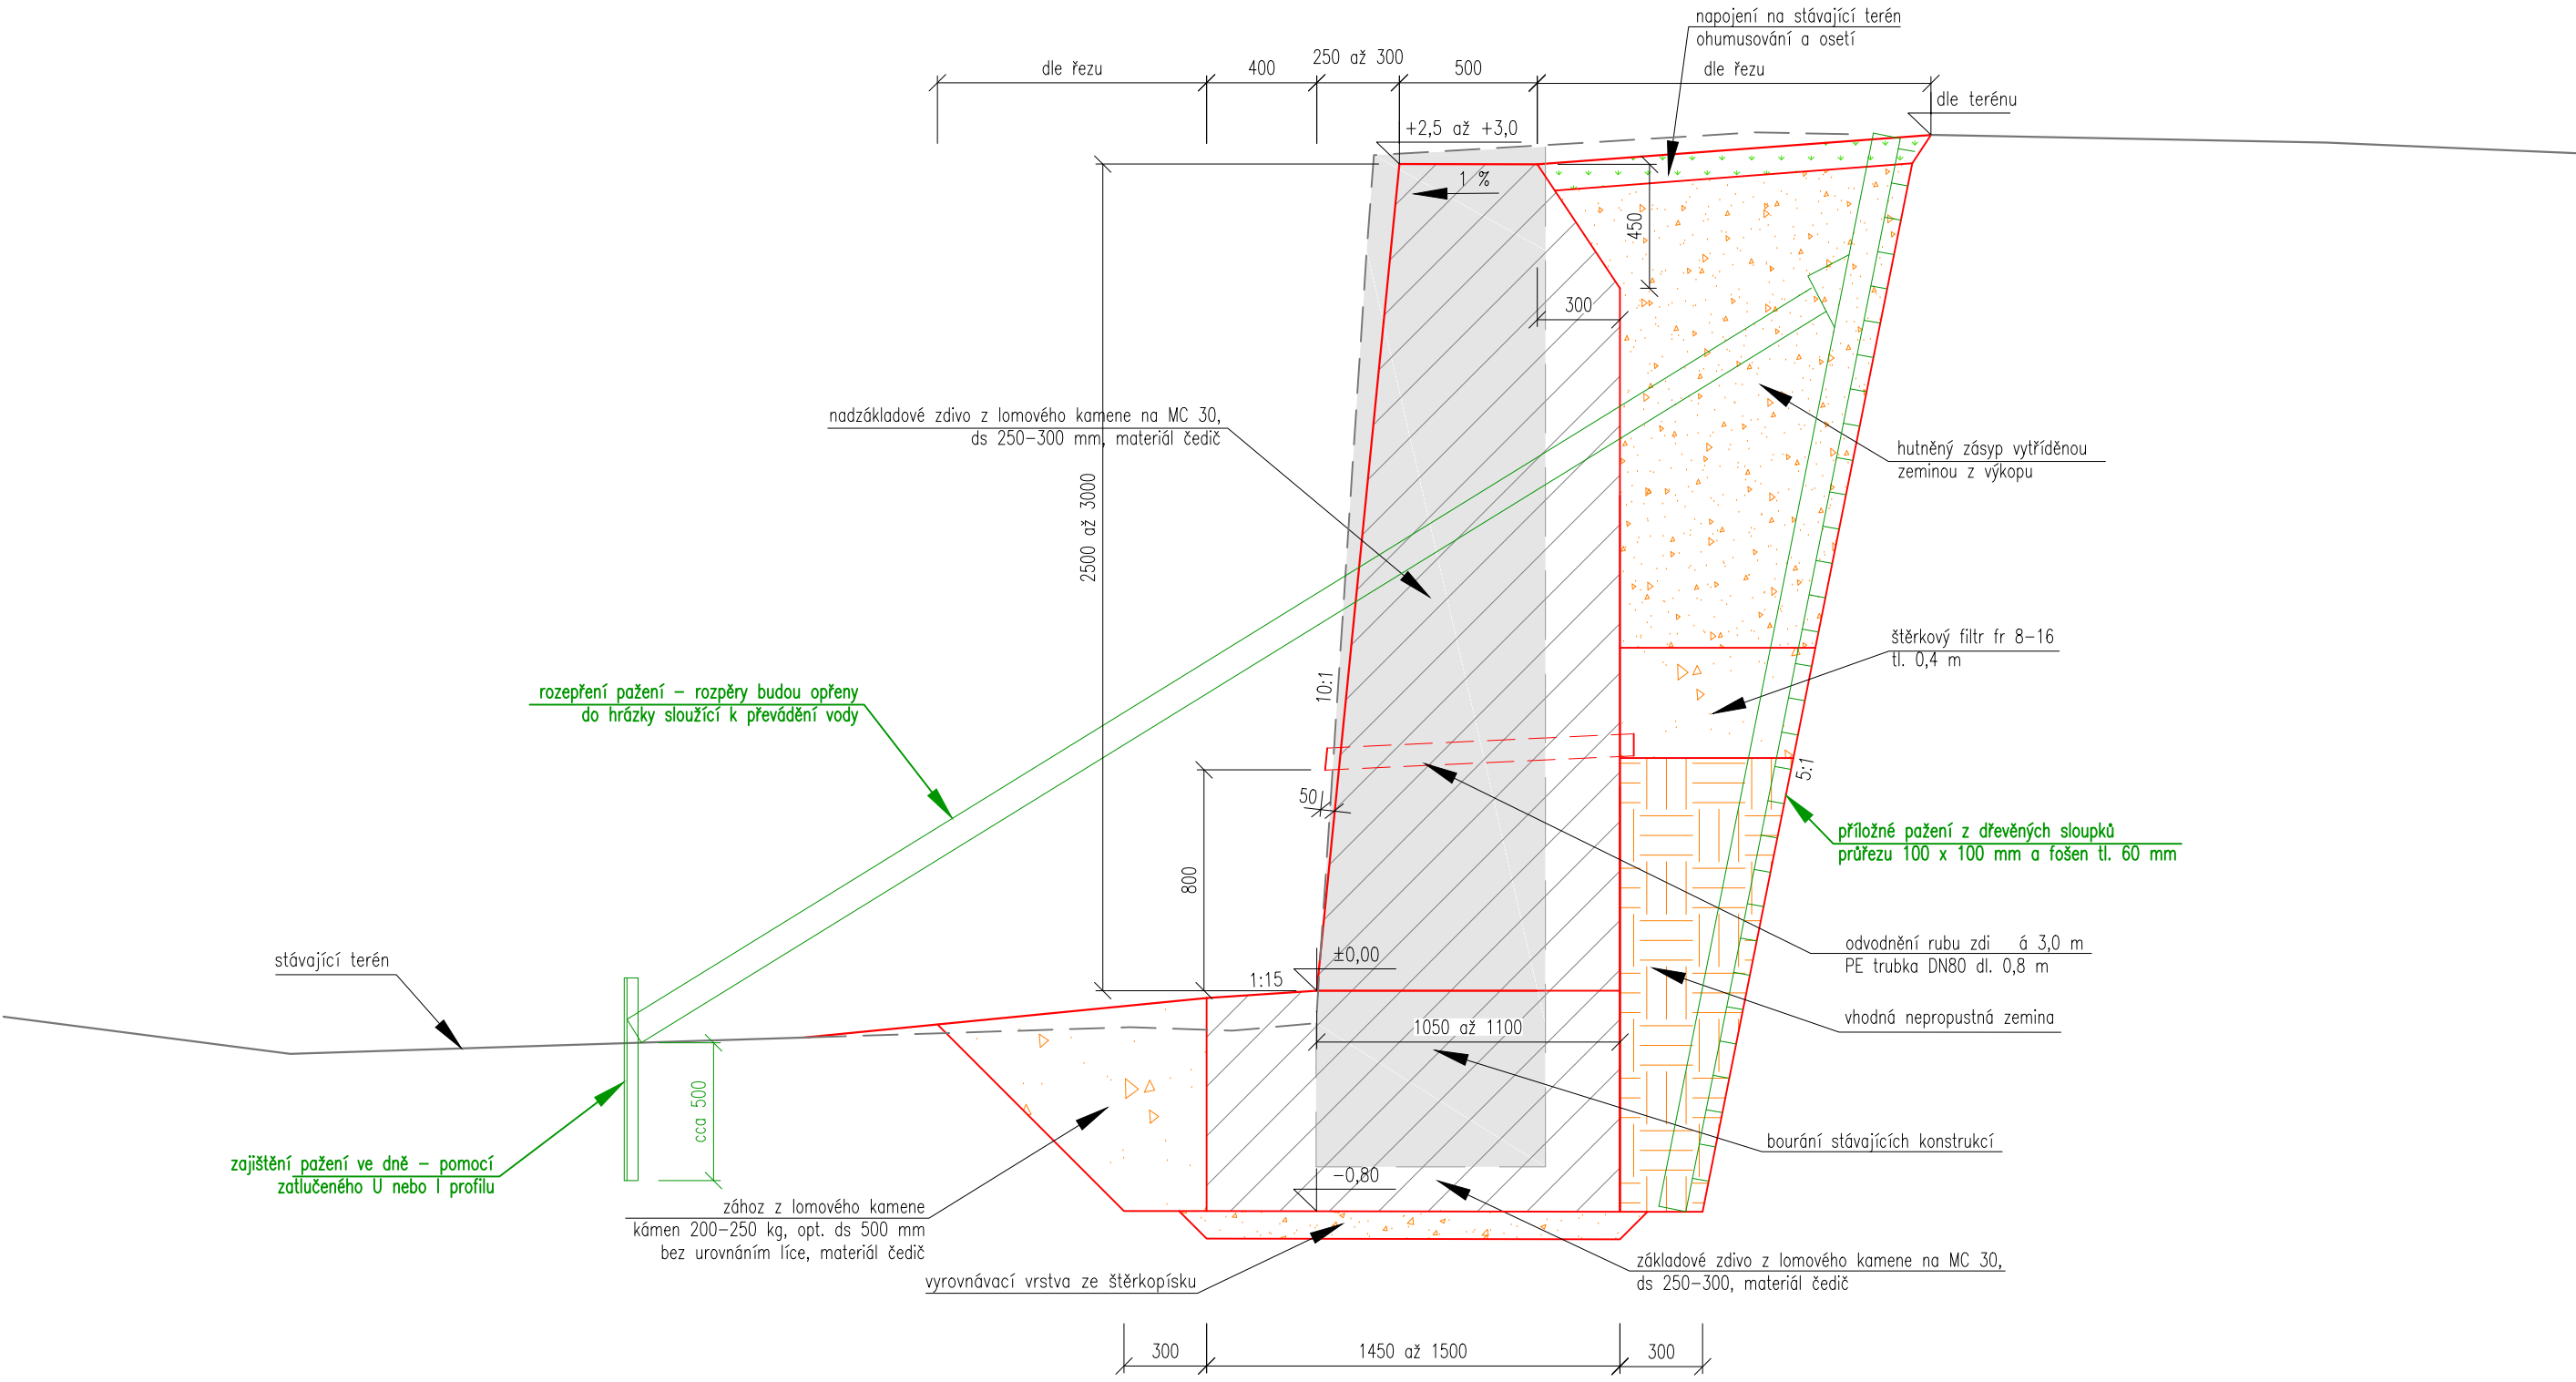 napojení na stávající terén
ohumusování a osetí
dle řezu
400
250 až 300
500
dle řezu
dle terénu
+2,5 až +3,0
1 %
450
300
nadzákladové zdivo z lomového kamene na MC 30,
ds 250-300 mm, materiál čedič
2500 až 3000
hutněný zásyp vytříděnou
zeminou z výkopu
štěrkový filtr fr 8-16
tl. 0,4 m
rozepření pažení - rozpěry budou opřeny
do hrázky sloužící k převádění vody
10:1
5:1
50
800
příložné pažení z dřevěných sloupků
průřezu 100 x 100 mm a fošen tl. 60 mm
odvodnění rubu zdi á 3,0 m
PE trubka DN80 dl. 0,8 m
stávající terén
±0,00
1:15
1050 až 1100
vhodná nepropustná zemina
cca 500
bourání stávajících konstrukcí
zajištění pažení ve dně - pomocí
zatlučeného U nebo I profilu
-0,80
zához z lomového kamene
kámen 200-250 kg, opt. ds 500 mm
bez urovnáním líce, materiál čedič
vyrovnávací vrstva ze štěrkopísku
základové zdivo z lomového kamene na MC 30,
ds 250-300, materiál čedič
300
1450 až 1500
300